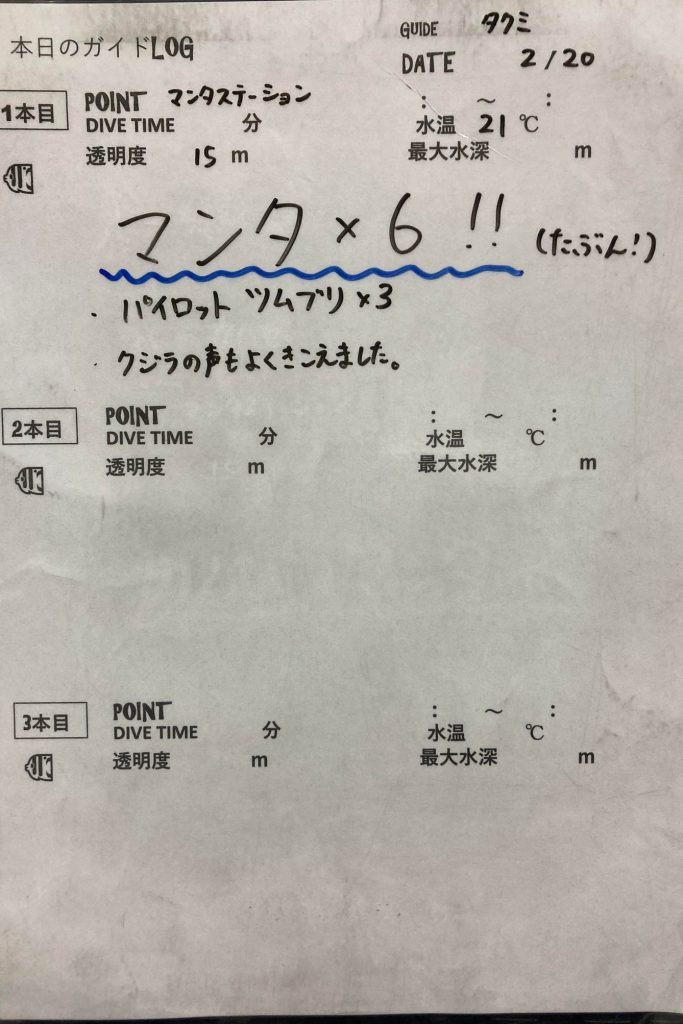 本日のガイドLOG
GUIDE タクミ
DATE 2/20
1本目 POINT マンタステーション : ～ :
DIVE TIME 分 水温 21 ℃
透明度 15 m 最大水深 m
マンタ×6!! (たぶん!)
・パイロット ツムブリ×3
・クジラの声もよくきこえました。
2本目 POINT : ～ :
DIVE TIME 分 水温 ℃
透明度 m 最大水深 m
3本目 POINT : ～ :
DIVE TIME 分 水温 ℃
透明度 m 最大水深 m